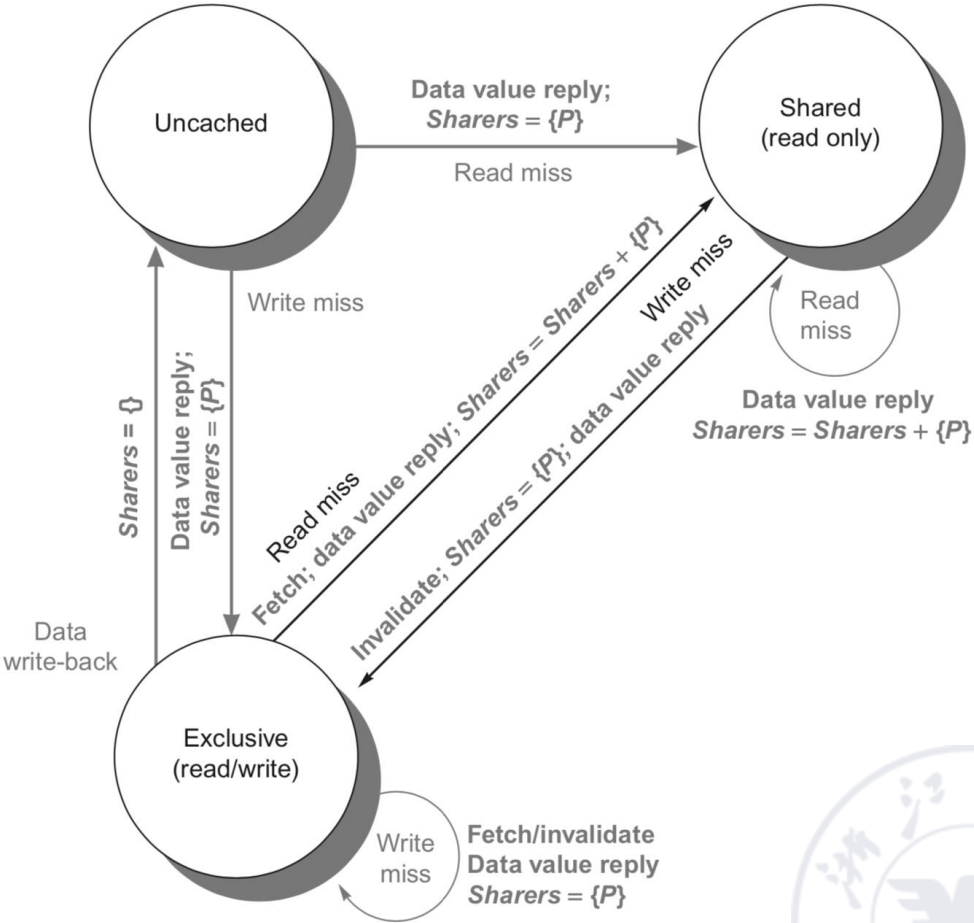 Uncached
Data value reply;
Sharers = {P}
Read miss
Shared
(read only)
Write miss
Sharers = {}
Data value reply;
Sharers = {P}
Data
write-back
Read miss
Fetch; data value reply; Sharers = Sharers + {P}
Write miss
Invalidate; Sharers = {P}; data value reply
Read
miss
Data value reply
Sharers = Sharers + {P}
Exclusive
(read/write)
Write
miss
Fetch/invalidate
Data value reply
Sharers = {P}
浙江